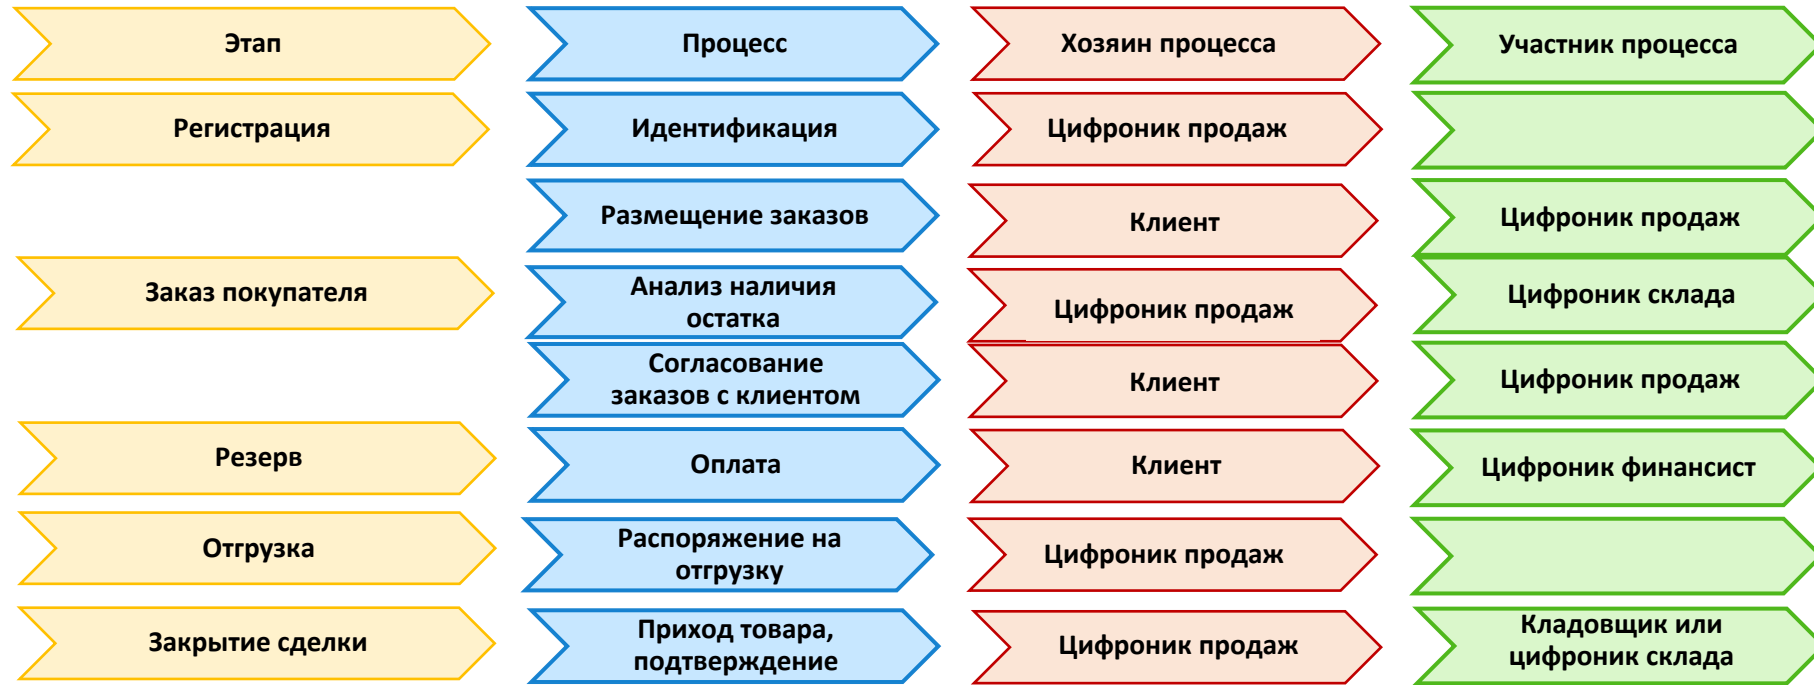 Этап
Процесс
Хозяин процесса
Участник процесса
Регистрация
Идентификация
Цифроник продаж
Размещение заказов
Клиент
Цифроник продаж
Заказ покупателя
Анализ наличия
остатка
Цифроник продаж
Цифроник склада
Согласование
заказов с клиентом
Клиент
Цифроник продаж
Резерв
Оплата
Клиент
Цифроник финансист
Отгрузка
Распоряжение на
отгрузку
Цифроник продаж
Закрытие сделки
Приход товара,
подтверждение
Цифроник продаж
Кладовщик или
цифроник склада